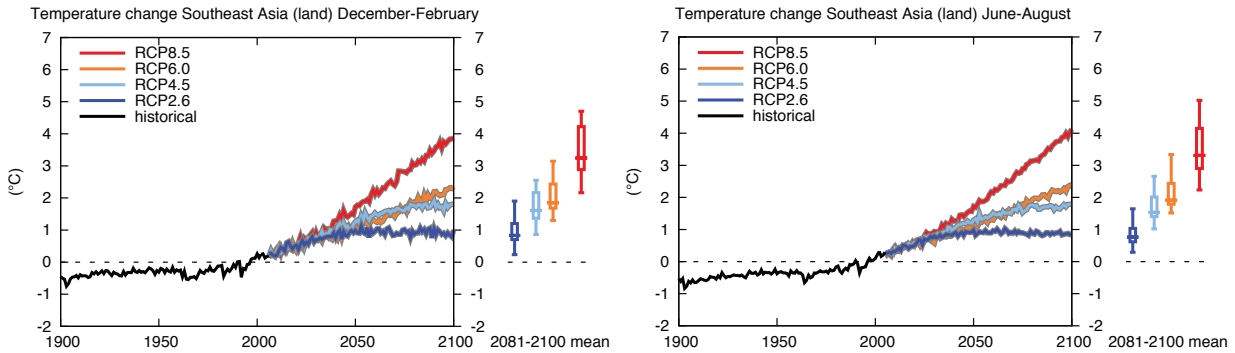 Temperature change Southeast Asia (land) December-February
7 7
6 6
5 5
4 4
3 3
2 2
1 1
0 0
-1 -1
-2 -2
(°C)
RCP8.5
RCP6.0
RCP4.5
RCP2.6
historical
1900 1950 2000 2050 2100 2081-2100 mean
Temperature change Southeast Asia (land) June-August
7 7
6 6
5 5
4 4
3 3
2 2
1 1
0 0
-1 -1
-2 -2
(°C)
RCP8.5
RCP6.0
RCP4.5
RCP2.6
historical
1900 1950 2000 2050 2100 2081-2100 mean